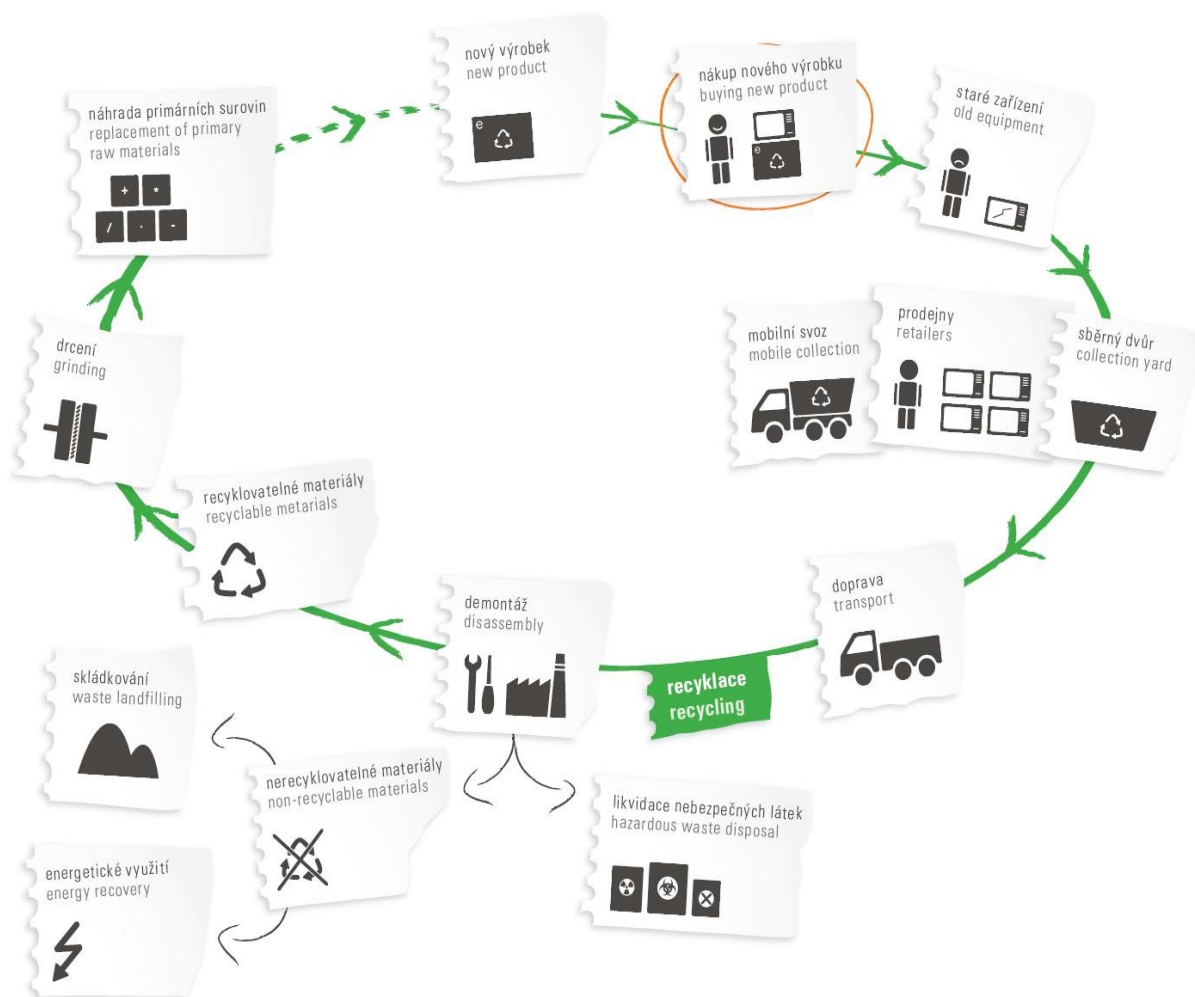 nový výrobek
new product
e
nákup nového výrobku
buying new product
e
staré zařízení
old equipment
náhrada primárních surovin
replacement of primary
raw materials
+ *
/ · -
mobilní svoz
mobile collection
prodejny
retailers
sběrný dvůr
collection yard
drcení
grinding
recyklovatelné materiály
recyclable metarials
demontáž
disassembly
doprava
transport
recyklace
recycling
skládkování
waste landfilling
nerecyklovatelné materiály
non-recyclable materials
likvidace nebezpečných látek
hazardous waste disposal
energetické využití
energy recovery